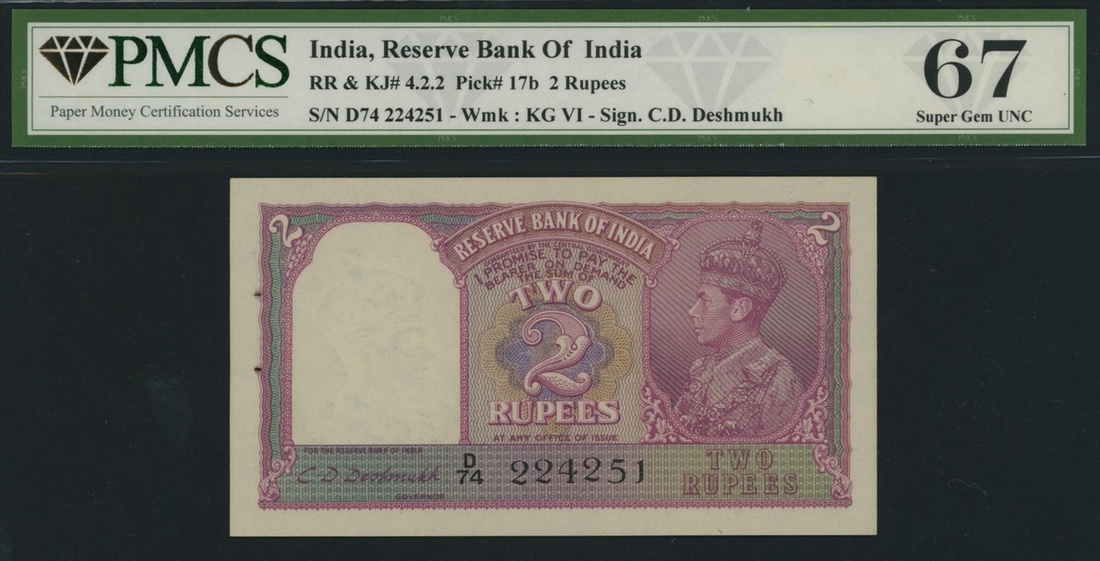 PMCS
Paper Money Certification Services
India, Reserve Bank Of India
RR & KJ# 4.2.2 Pick# 17b 2 Rupees
S/N D74 224251 - Wmk : KG VI - Sign. C.D. Deshmukh
67
Super Gem UNC
2
2
RESERVE BANK OF INDIA
I PROMISE TO PAY THE
BEARER ON DEMAND
THE SUM OF
TWO
2
RUPEES
AT ANY OFFICE OF ISSUE
FOR THE RESERVE BANK OF INDIA
C D Deshmukh
GOVERNOR
D/74 224251
TWO
RUPEES